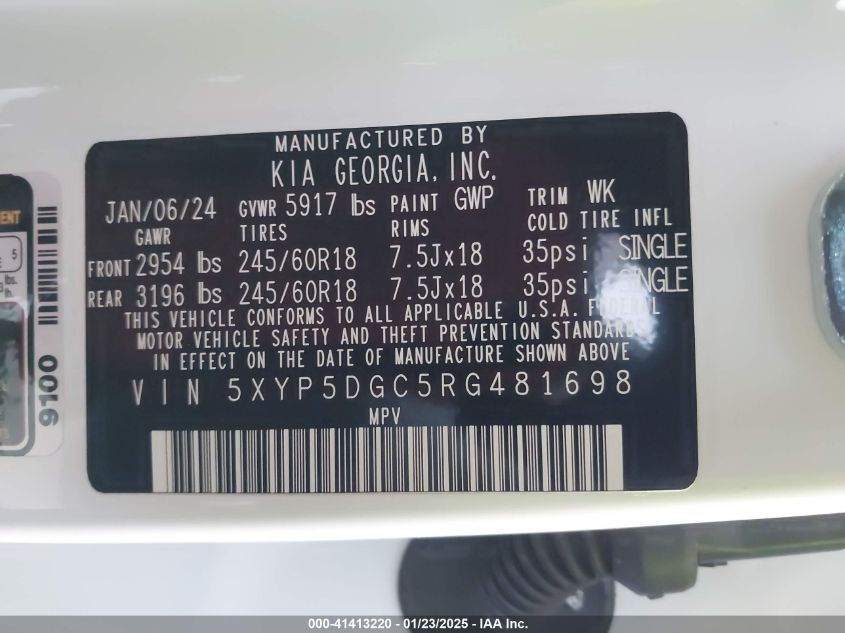 MANUFACTURED BY
KIA GEORGIA, INC.
JAN/06/24 GVWR 5917 lbs PAINT GWP TRIM WK
GAWR TIRES RIMS COLD TIRE INFL
FRONT 2954 lbs 245/60R18 7.5Jx18 35psi SINGLE
REAR 3196 lbs 245/60R18 7.5Jx18 35psi SINGLE
THIS VEHICLE CONFORMS TO ALL APPLICABLE U.S.A. FEDERAL
MOTOR VEHICLE SAFETY AND THEFT PREVENTION STANDARDS
IN EFFECT ON THE DATE OF MANUFACTURE SHOWN ABOVE
VIN 5XYP5DGC5RG481698
MPV
5
lbs.
9100
000-41413220 - 01/23/2025 - IAA Inc.